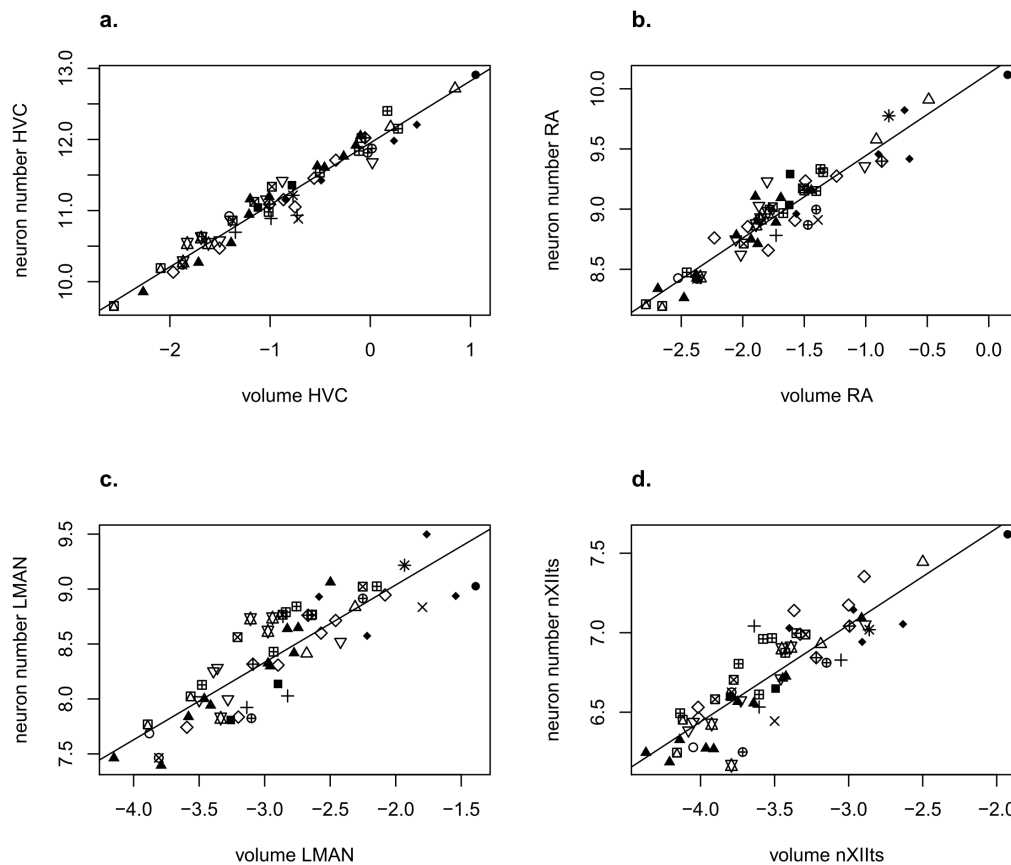 a.
neuron number HVC
13.0
12.0
11.0
10.0
−2 −1 0 1
volume HVC
b.
neuron number RA
10.0
9.5
9.0
8.5
−2.5 −2.0 −1.5 −1.0 −0.5 0.0
volume RA
c.
neuron number LMAN
9.5
9.0
8.5
8.0
7.5
−4.0 −3.5 −3.0 −2.5 −2.0 −1.5
volume LMAN
d.
neuron number nXIIts
7.5
7.0
6.5
−4.0 −3.5 −3.0 −2.5 −2.0
volume nXIIts